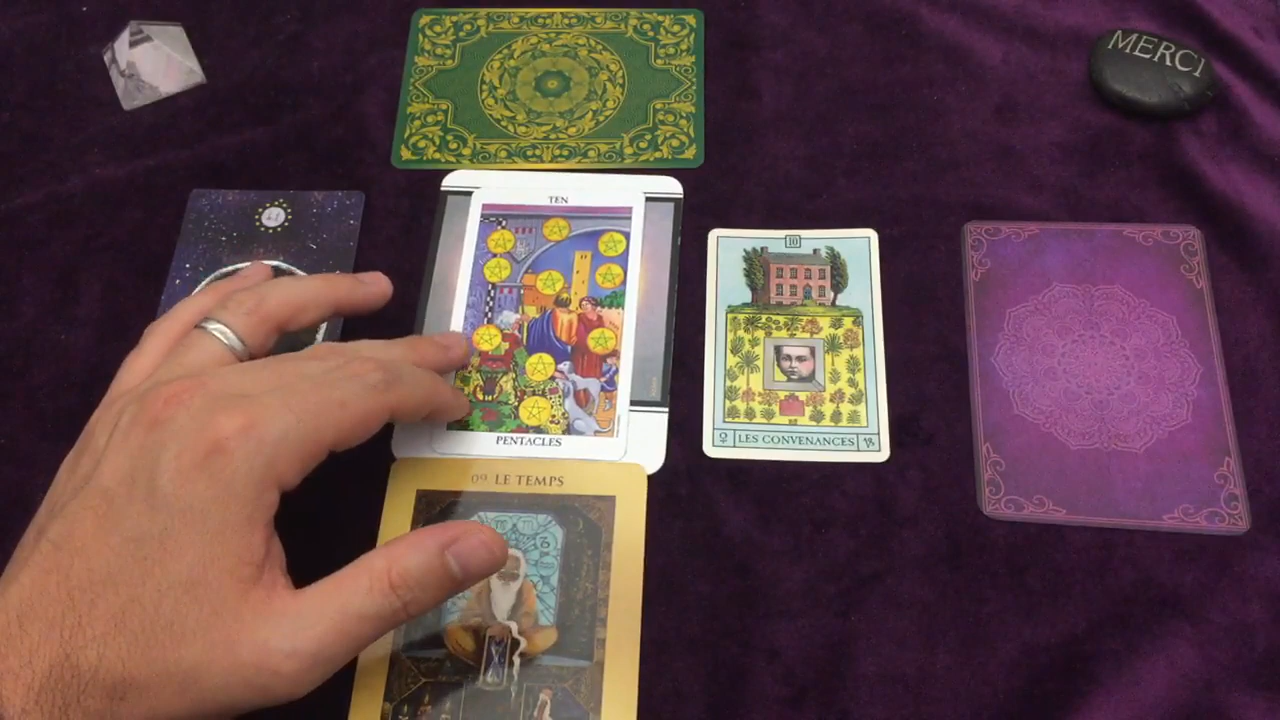 MERCI
TEN
10
PENTACLES
LES CONVENANCES
09 LE TEMPS